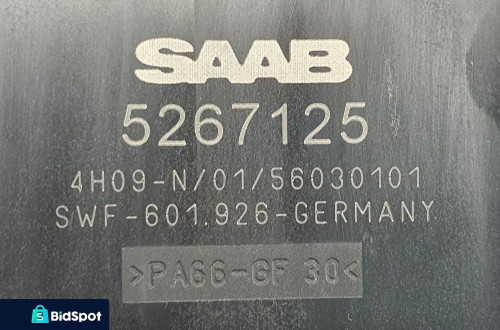 SAAB
5267125
4H09-N/01/56030101
SWF-601.926-GERMANY
>PA66-GF 30<
S
BidSpot